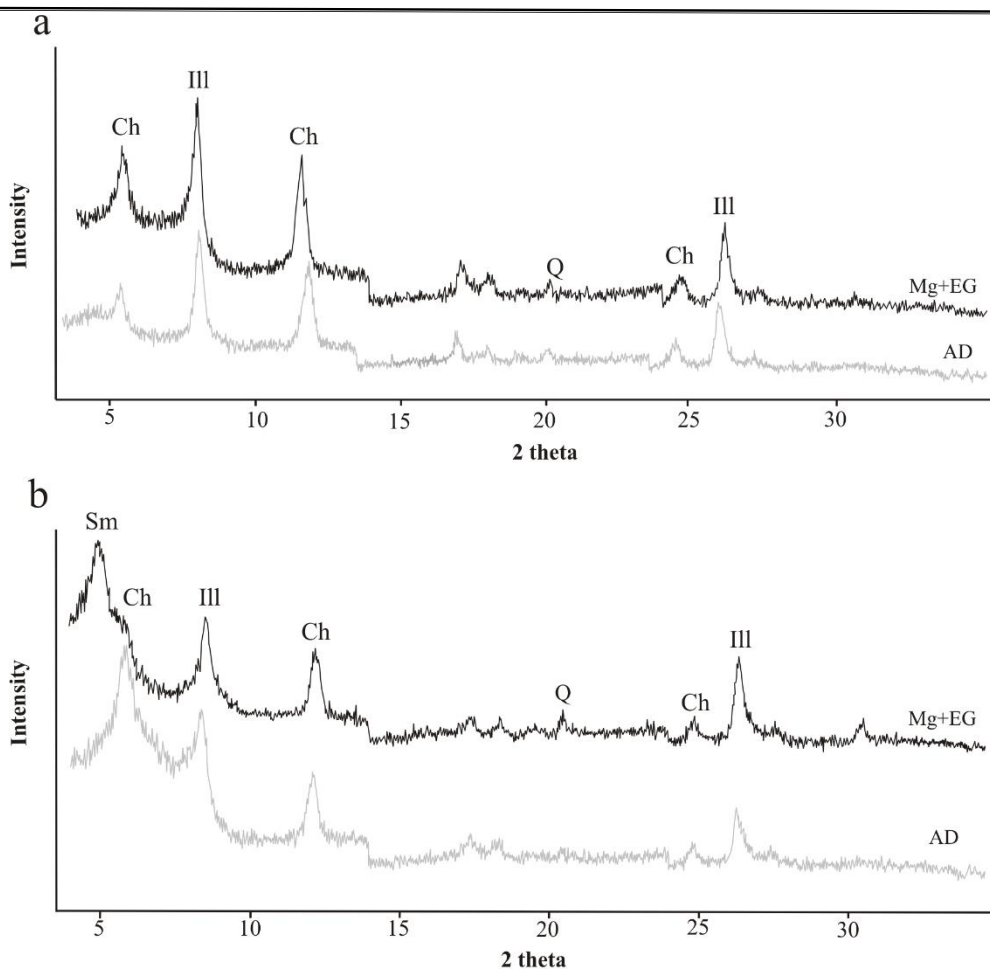 a
Ill
Ch
Ch
Ill
Q
Ch
Mg+EG
AD
Intensity
5 10 15 20 25 30
2 theta
b
Sm
Ch
Ill
Ch
Ill
Q
Ch
Mg+EG
AD
Intensity
5 10 15 20 25 30
2 theta